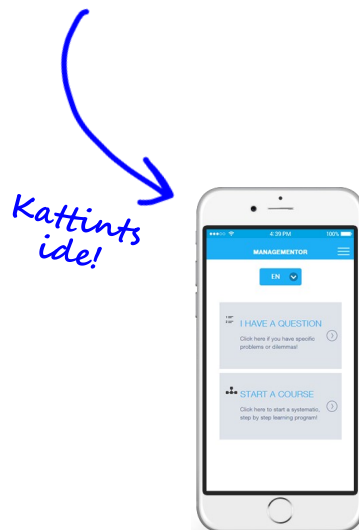 Kattints
ide!
4:39 PM 100%
MANAGEMENTOR
EN
I HAVE A QUESTION
Click here if you have specific
problems or dilemmas!
START A COURSE
Click here to start a systematic,
step by step learning program!